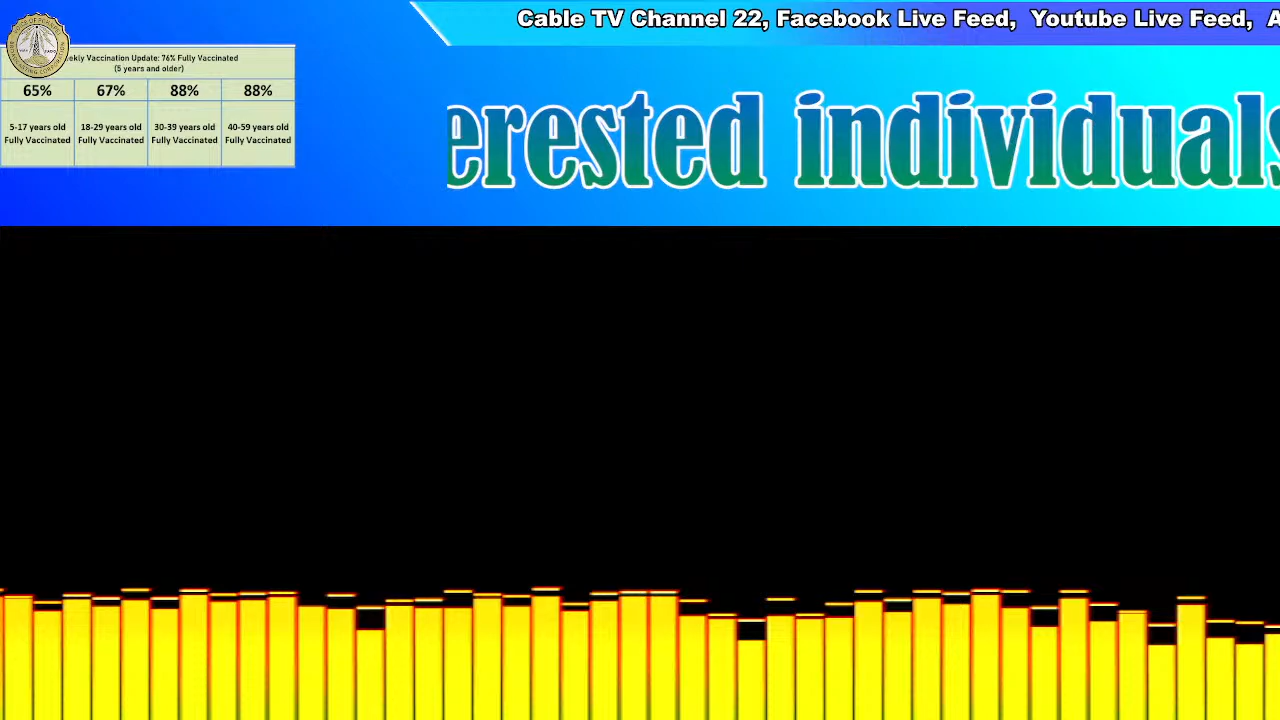 Cable TV Channel 22, Facebook Live Feed, Youtube Live Feed, A
ekly Vaccination Update: 76% Fully Vaccinated
(5 years and older)
65% 67% 88% 88%
5-17 years old 18-29 years old 30-39 years old 40-59 years old
Fully Vaccinated Fully Vaccinated Fully Vaccinated Fully Vaccinated
erested individuals